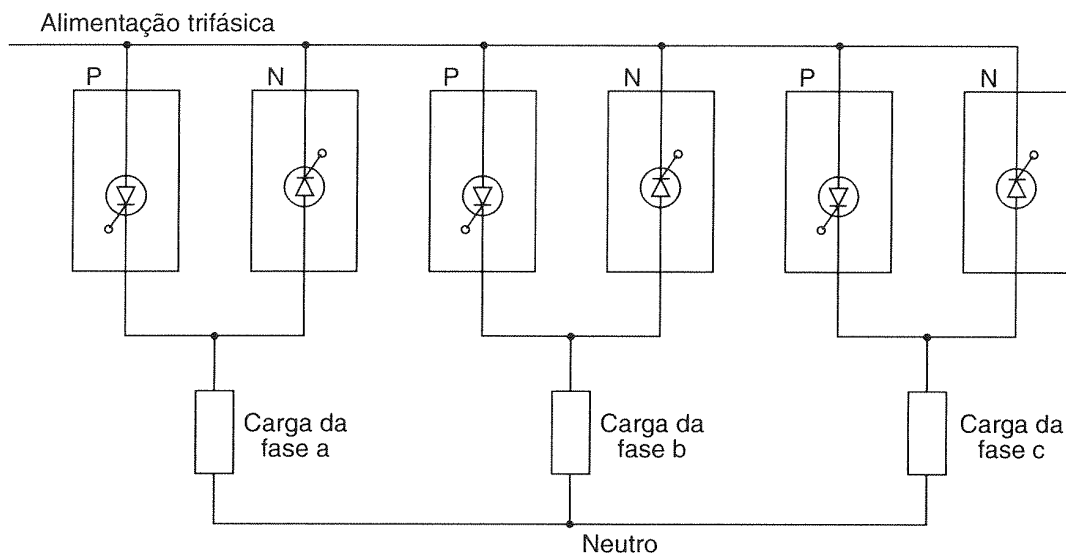 Alimentação trifásica
P
N
P
N
P
N
Carga da
fase a
Carga da
fase b
Carga da
fase c
Neutro